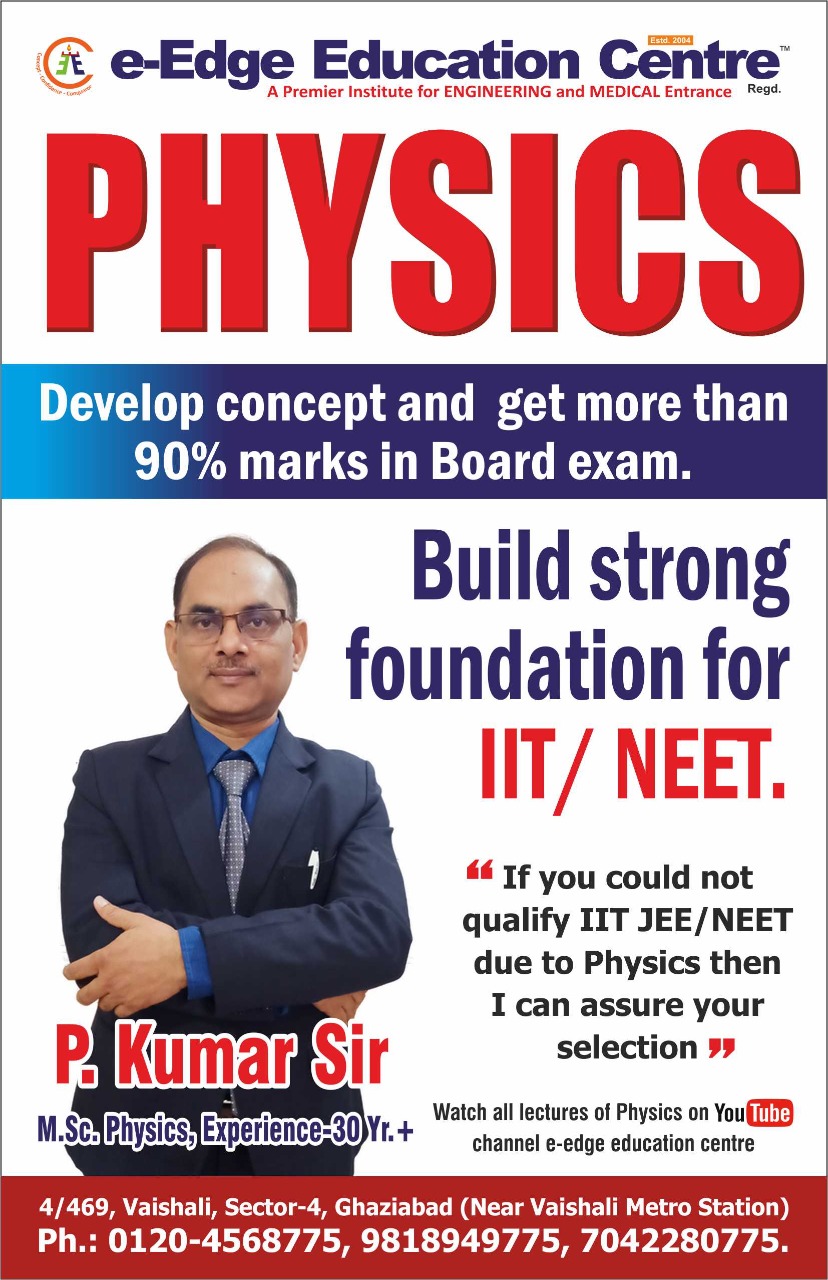 Estd. 2004
e-Edge Education Centre™
A Premier Institute for ENGINEERING and MEDICAL Entrance Regd.
PHYSICS
Develop concept and get more than
90% marks in Board exam.
Build strong
foundation for
IIT/ NEET.
❝ If you could not
qualify IIT JEE/NEET
due to Physics then
I can assure your
selection ❞
P. Kumar Sir
M.Sc. Physics, Experience-30 Yr.+
Watch all lectures of Physics on YouTube
channel e-edge education centre
4/469, Vaishali, Sector-4, Ghaziabad (Near Vaishali Metro Station)
Ph.: 0120-4568775, 9818949775, 7042280775.